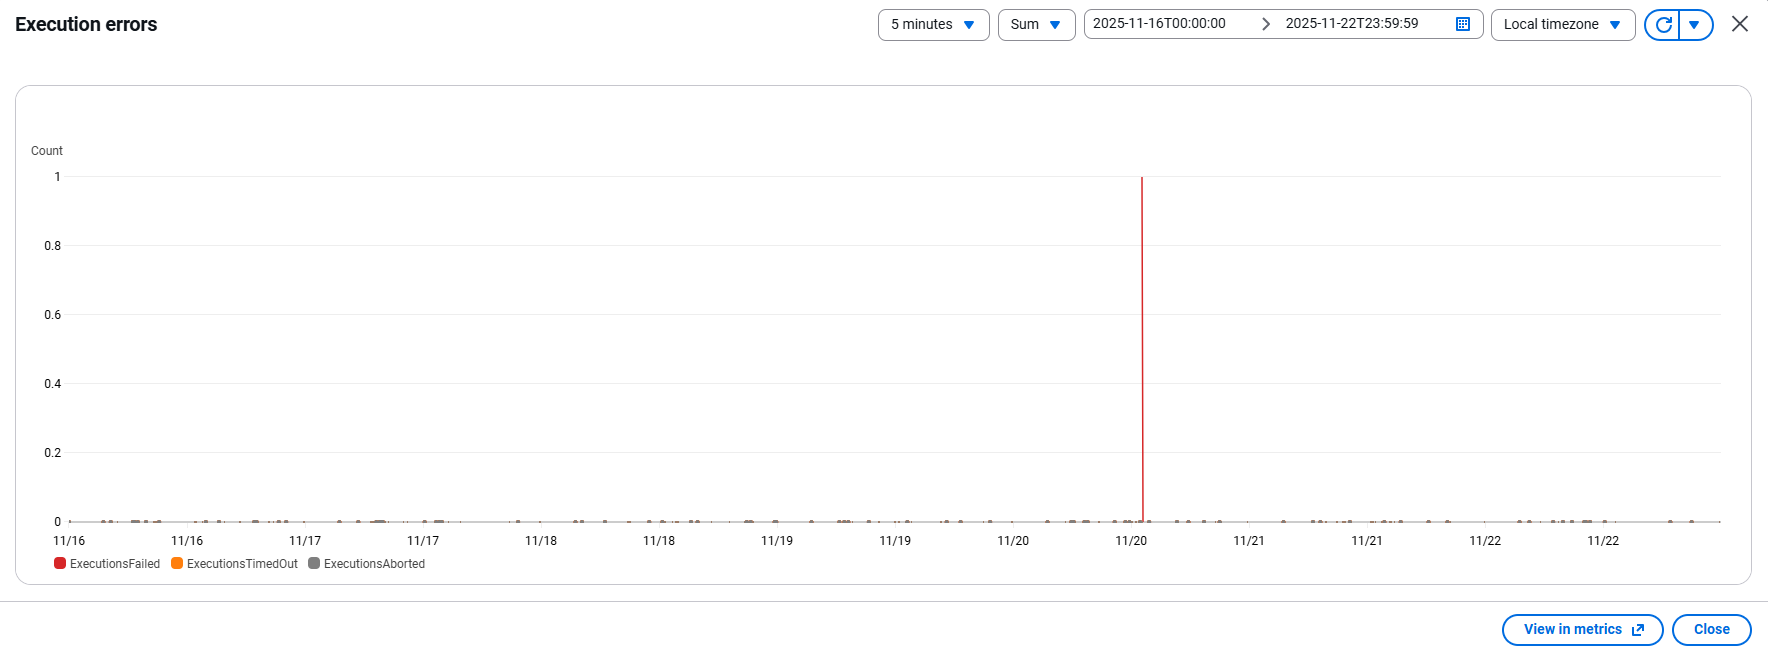 Execution errors
5 minutes
Sum
2025-11-16T00:00:00
2025-11-22T23:59:59
Local timezone
Count
1
0.8
0.6
0.4
0.2
0
11/16 11/16 11/17 11/17 11/18 11/18 11/19 11/19 11/20 11/20 11/21 11/21 11/22 11/22
ExecutionsFailed ExecutionsTimedOut ExecutionsAborted
View in metrics
Close